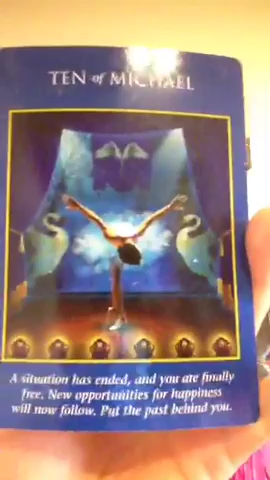 TEN of MICHAEL
A situation has ended, and you are finally
free. New opportunities for happiness
will now follow. Put the past behind you.